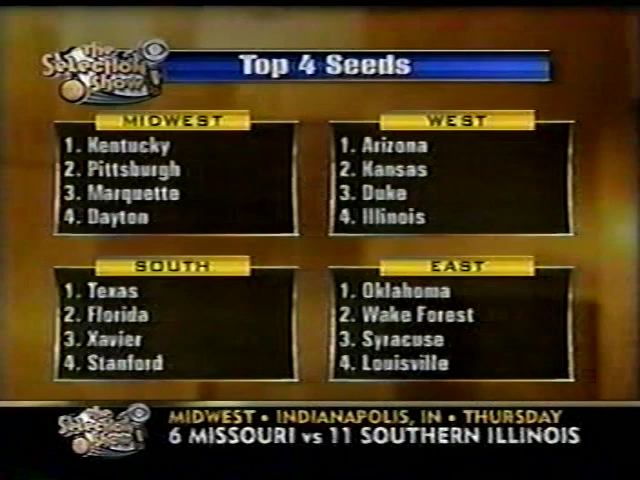 The
Selection
Show
Top 4 Seeds
MIDWEST
1. Kentucky
2. Pittsburgh
3. Marquette
4. Dayton
WEST
1. Arizona
2. Kansas
3. Duke
4. Illinois
SOUTH
1. Texas
2. Florida
3. Xavier
4. Stanford
EAST
1. Oklahoma
2. Wake Forest
3. Syracuse
4. Louisville
The
Selection
Show
MIDWEST • INDIANAPOLIS, IN • THURSDAY
6 MISSOURI vs 11 SOUTHERN ILLINOIS